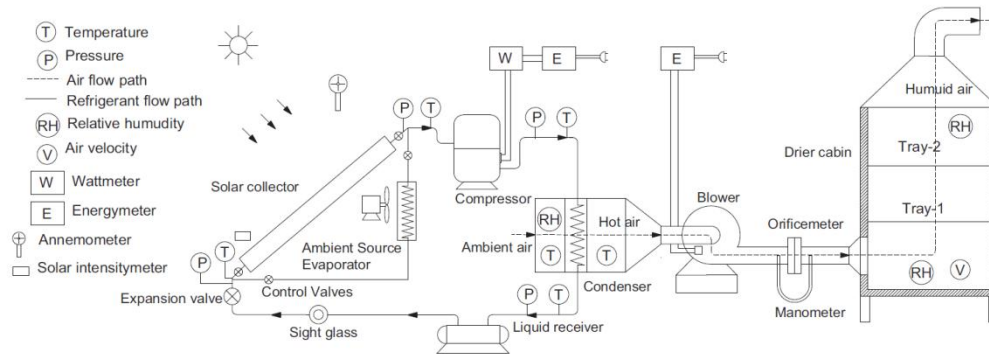 T Temperature
P Pressure
Air flow path
Refrigerant flow path
RH Relative humudity
V Air velocity
W Wattmeter
E Energymeter
Annemometer
Solar intensitymeter
W E
E
P T
P T
Solar collector
Compressor
Ambient Source
Evaporator
P T
Expansion valve
Control Valves
Sight glass
Ambient air
RH
T
Hot air
T
Condenser
P T
Liquid receiver
Blower
Orificemeter
Manometer
Drier cabin
Humuid air
RH
Tray-2
Tray-1
RH V